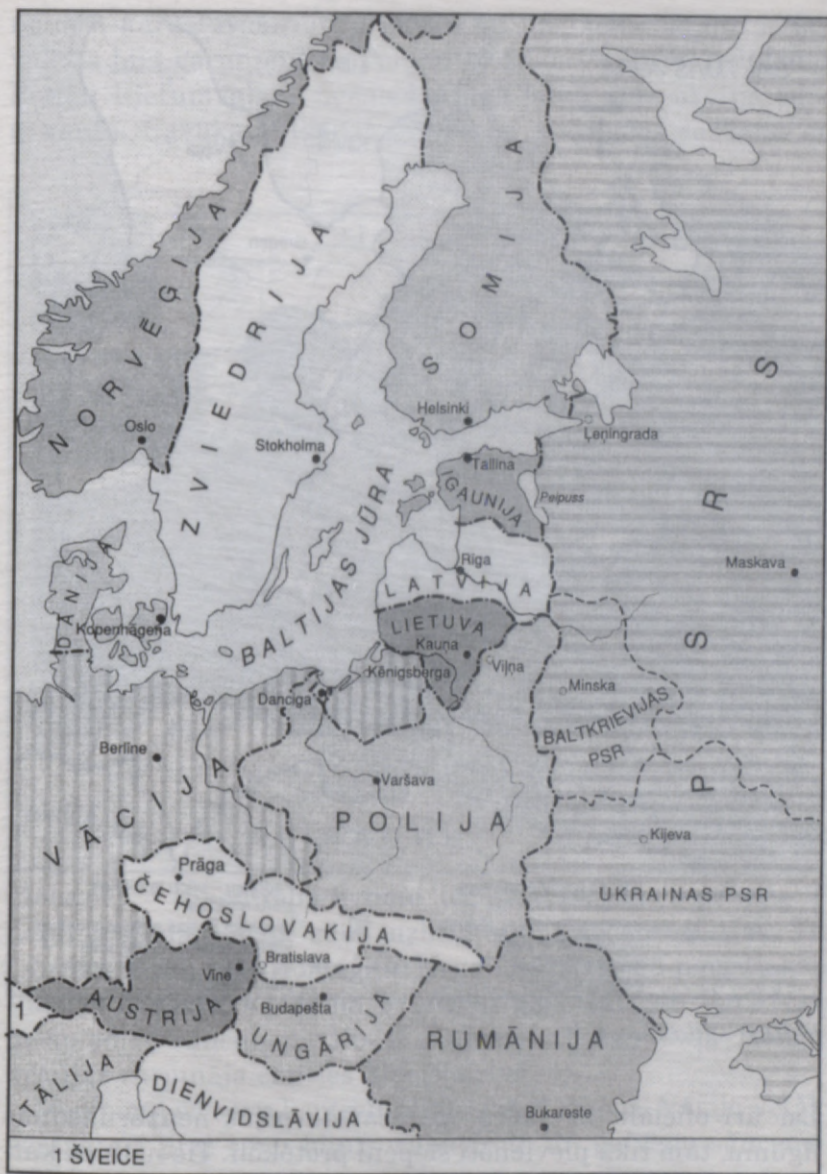 NORVĒĢIJA
ZVIEDRIJA
SOMIJA
PSRS
Helsinki
Ļeņingrada
Oslo
Stokholma
Tallina
IGAUNIJA
Peipuss
BALTIJAS JŪRA
Rīga
LATVIJA
Maskava
DĀNIJA
Kopenhāgena
LIETUVA
Kauņa
Viļņa
Kēnigsberga
Danciga
Minska
BALTKRIEVIJAS
PSR
Berlīne
VĀCIJA
Varšava
POLIJA
Kijeva
UKRAINAS PSR
Prāga
ČEHOSLOVAKIJA
Bratislava
Vīne
AUSTRIJA
1
Budapešta
UNGĀRIJA
RUMĀNIJA
ITĀLIJA
DIENVIDSLĀVIJA
Bukareste
1 ŠVEICE